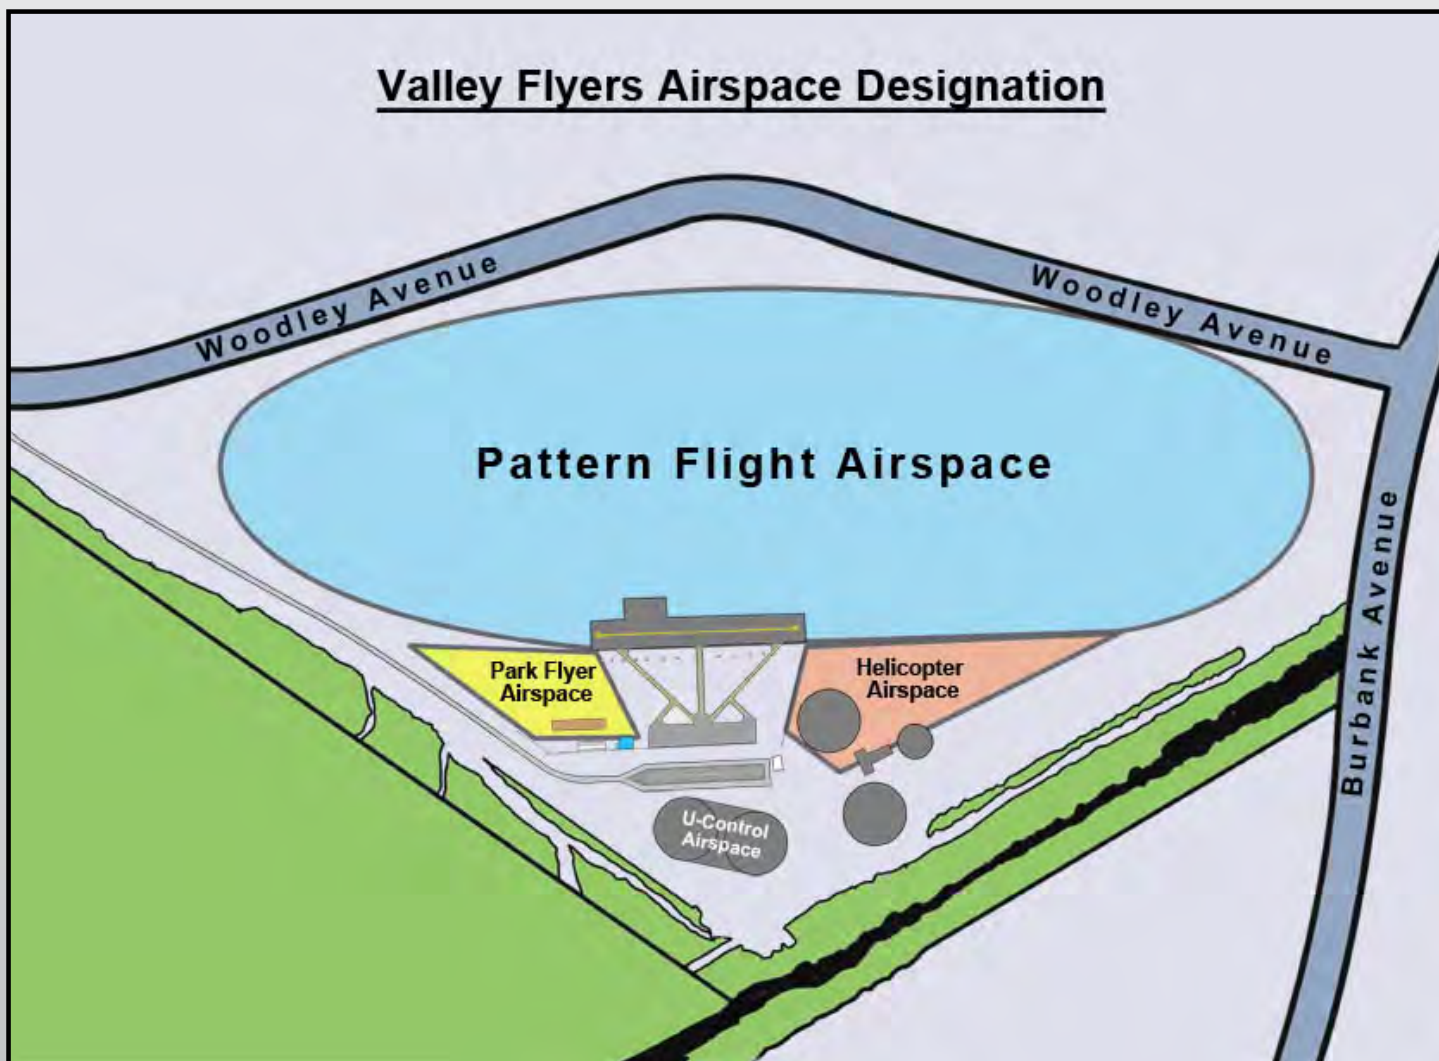 Valley Flyers Airspace Designation
Woodley Avenue
Woodley Avenue
Pattern Flight Airspace
Park Flyer
Airspace
Helicopter
Airspace
Burbank Avenue
U-Control
Airspace